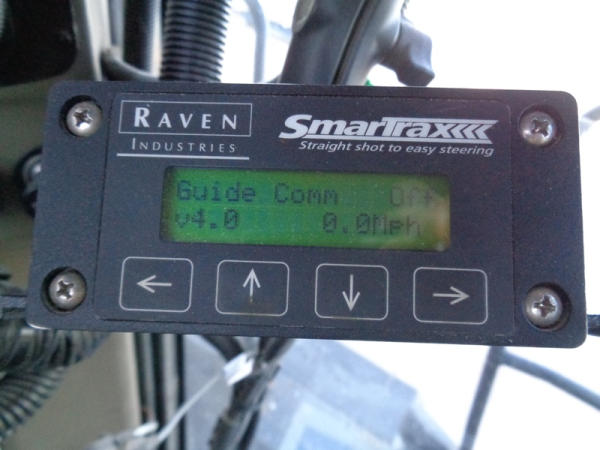 RAVEN
INDUSTRIES
SmarTrax
Straight shot to easy steering
Guide Comm Off
v4.0 0.0Mph